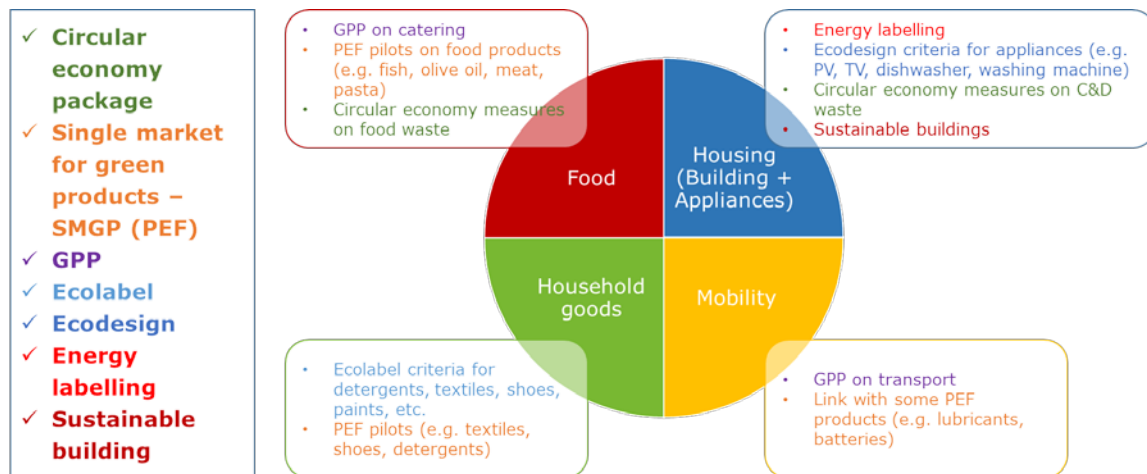 ✓ Circular
economy
package
✓ Single market
for green
products –
SMGP (PEF)
✓ GPP
✓ Ecolabel
✓ Ecodesign
✓ Energy
labelling
✓ Sustainable
building
• GPP on catering
• PEF pilots on food products
(e.g. fish, olive oil, meat,
pasta)
• Circular economy measures
on food waste
• Energy labelling
• Ecodesign criteria for appliances (e.g.
PV, TV, dishwasher, washing machine)
• Circular economy measures on C&D
waste
• Sustainable buildings
Food
Housing
(Building +
Appliances)
Household
goods
Mobility
• Ecolabel criteria for
detergents, textiles, shoes,
paints, etc.
• PEF pilots (e.g. textiles,
shoes, detergents)
• GPP on transport
• Link with some PEF
products (e.g. lubricants,
batteries)